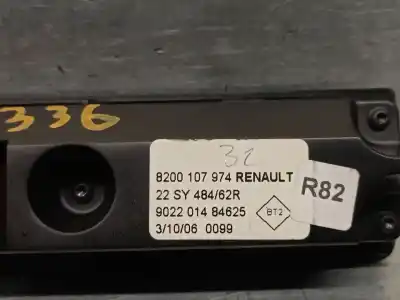 336
32
8200 107 974 RENAULT
22 SY 484/62R
9022 014 84625
BT2
3/10/06 0099
R82